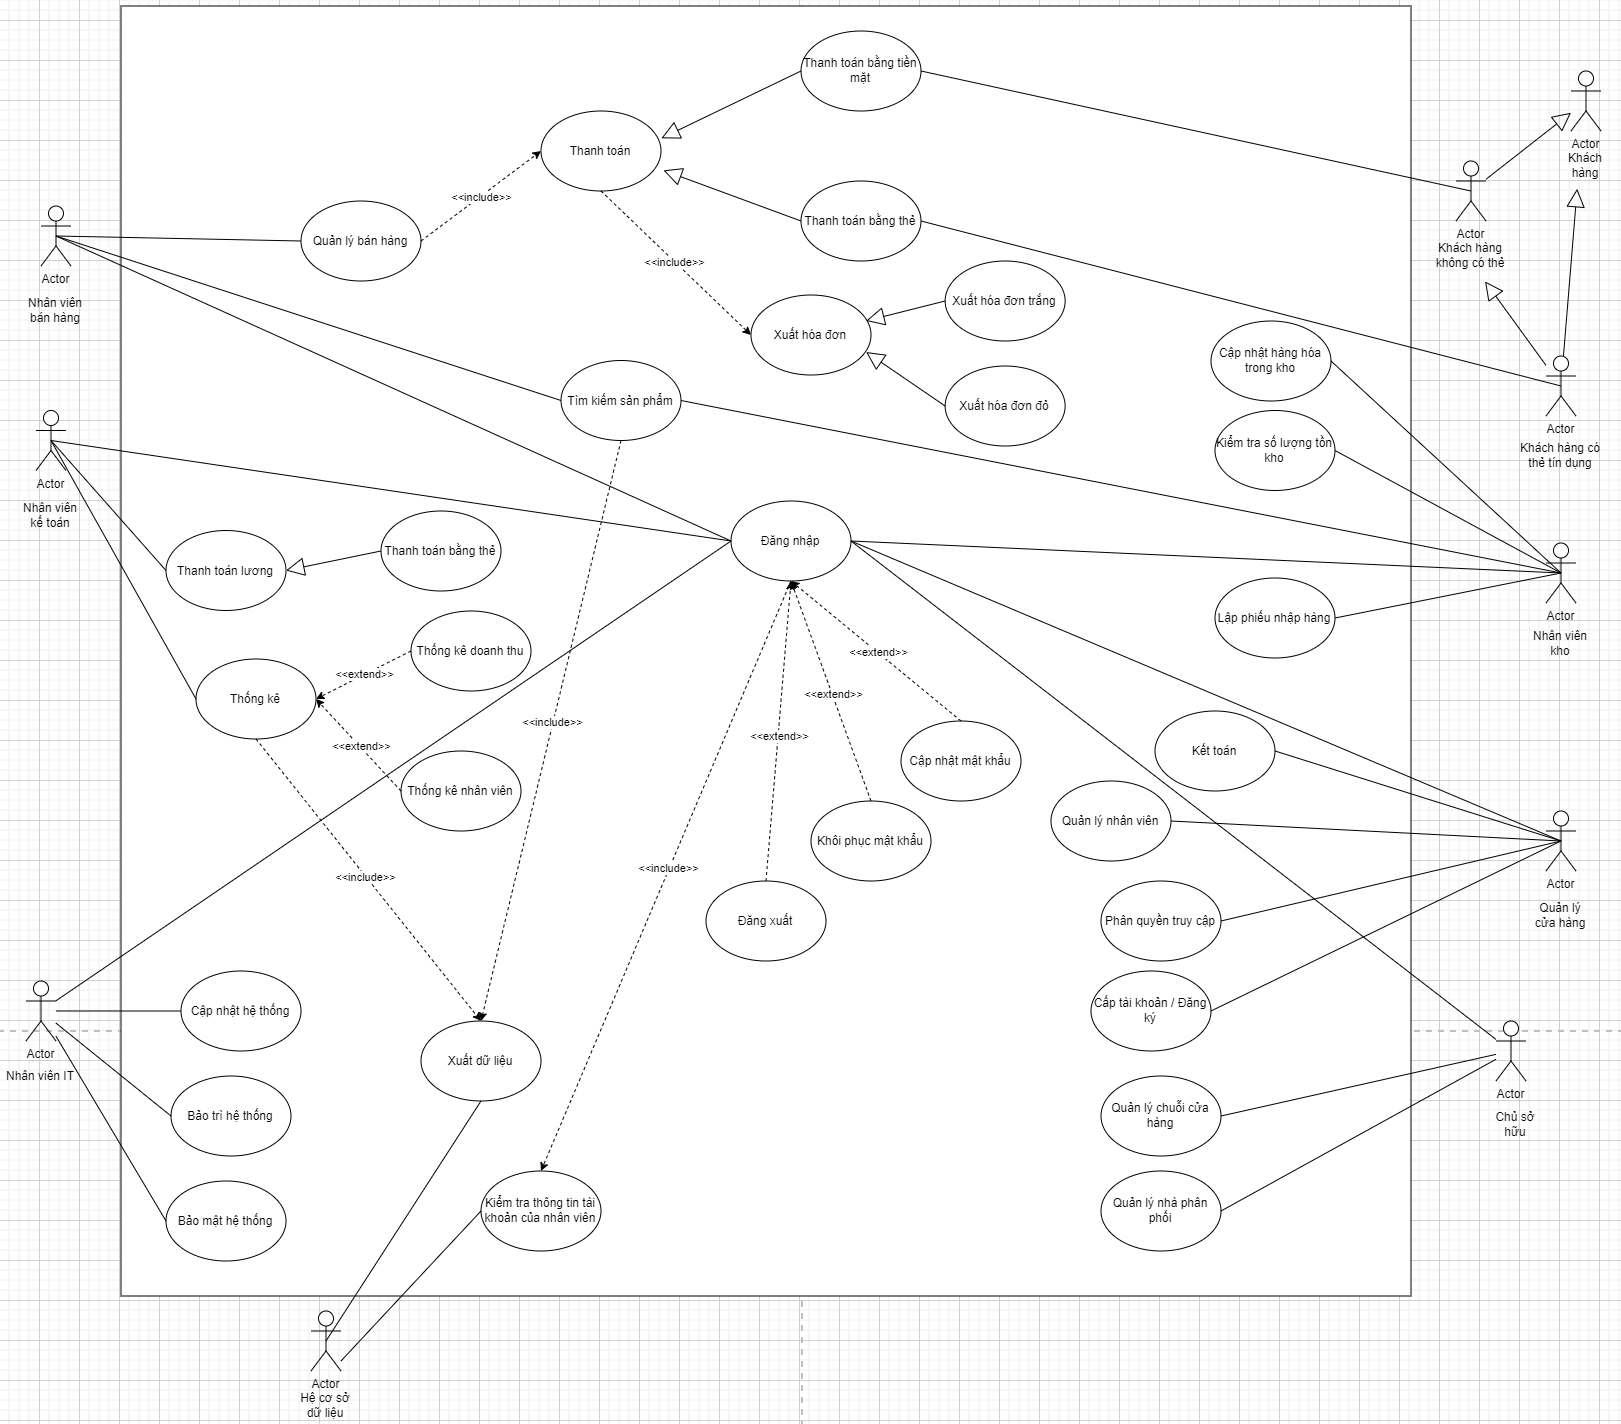 Thanh toán bằng tiền
mặt
Actor
Khách
hàng
Thanh toán
<<include>>
Quản lý bán hàng
Thanh toán bằng thẻ
Actor
Khách hàng
không có thẻ
<<include>>
Actor
Nhân viên
bán hàng
Xuất hóa đơn trắng
Xuất hóa đơn
Xuất hóa đơn đỏ
Cập nhật hàng hóa
trong kho
Tìm kiếm sản phẩm
Kiểm tra số lượng tồn
kho
Actor
Khách hàng có
thẻ tín dụng
Actor
Nhân viên
kế toán
Thanh toán bằng thẻ
Thanh toán lương
Đăng nhập
Lập phiếu nhập hàng
Actor
Nhân viên
kho
Thống kê doanh thu
<<extend>>
<<extend>>
Thống kê
<<extend>>
<<include>>
<<extend>>
<<extend>>
Kết toán
Cập nhật mật khẩu
Thống kê nhân viên
Quản lý nhân viên
Khôi phục mật khẩu
<<include>>
<<include>>
Actor
Quản lý
cửa hàng
Đăng xuất
Phân quyền truy cập
Cập nhật hệ thống
Cấp tài khoản / Đăng
ký
Actor
Nhân viên IT
Xuất dữ liệu
Actor
Chủ sở
hữu
Bảo trì hệ thống
Quản lý chuỗi cửa
hàng
Bảo mật hệ thống
Kiểm tra thông tin tài
khoản của nhân viên
Quản lý nhà phân
phối
Actor
Hệ cơ sở
dữ liệu